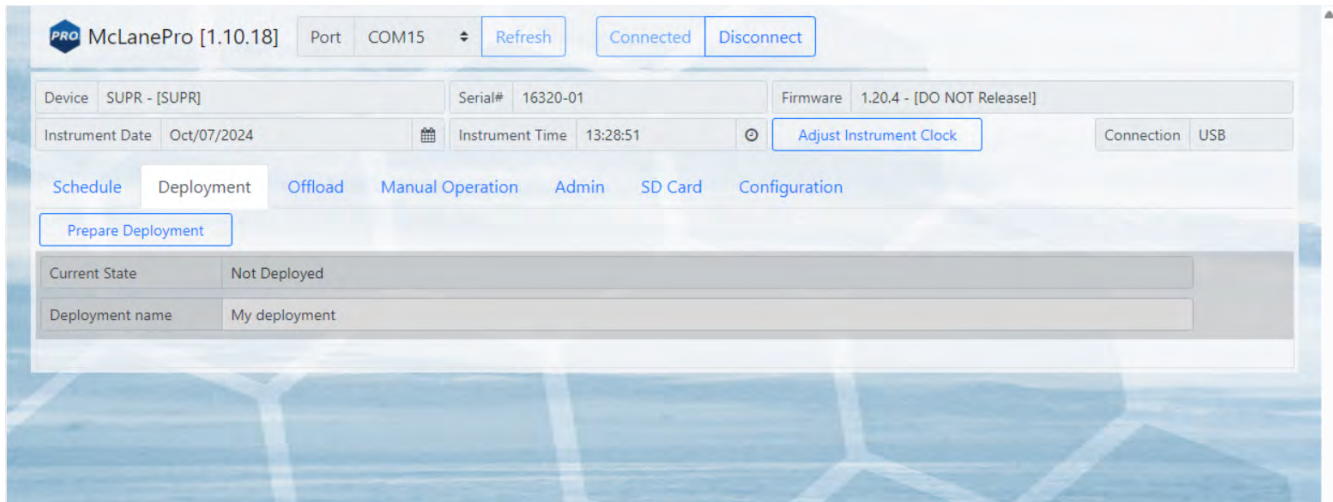 PRO McLanePro [1.10.18] Port COM15 Refresh Connected Disconnect
Device SUPR - [SUPR] Serial# 16320-01 Firmware 1.20.4 - [DO NOT Release!]
Instrument Date Oct/07/2024 Instrument Time 13:28:51 Adjust Instrument Clock Connection USB
Schedule Deployment Offload Manual Operation Admin SD Card Configuration
Prepare Deployment
Current State Not Deployed
Deployment name My deployment